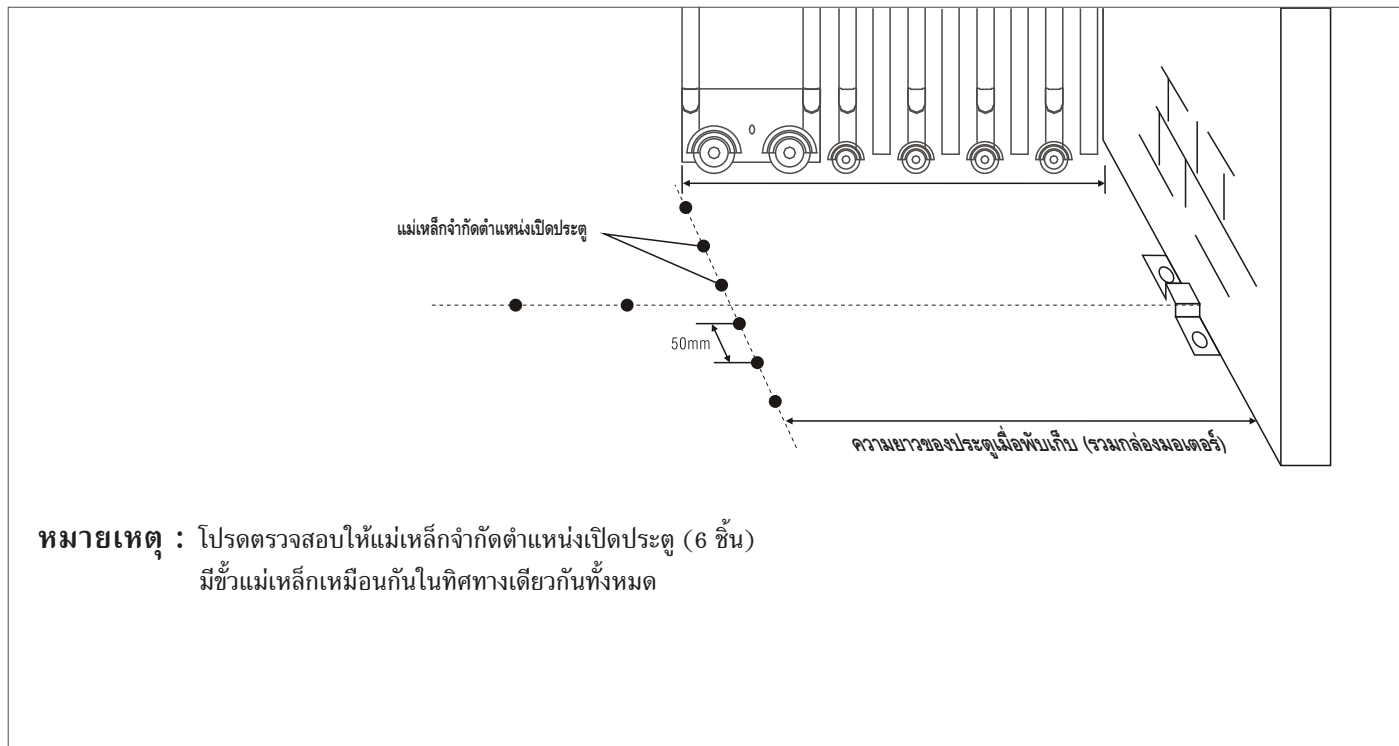 แม่เหล็กจำกัดตำแหน่งเปิดประตู
50mm
ความยาวของประตูเมื่อพับเก็บ (รวมกล่องมอเตอร์)
หมายเหตุ : โปรดตรวจสอบให้แม่เหล็กจำกัดตำแหน่งเปิดประตู (6 ชิ้น)
มีขั้วแม่เหล็กเหมือนกันในทิศทางเดียวกันทั้งหมด